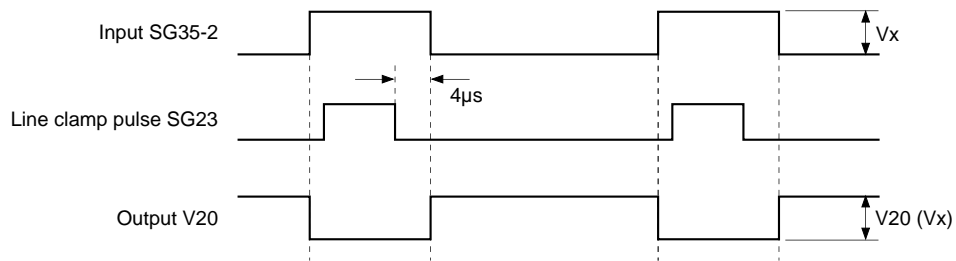 Input SG35-2
Vx
4μs
Line clamp pulse SG23
Output V20
V20 (Vx)